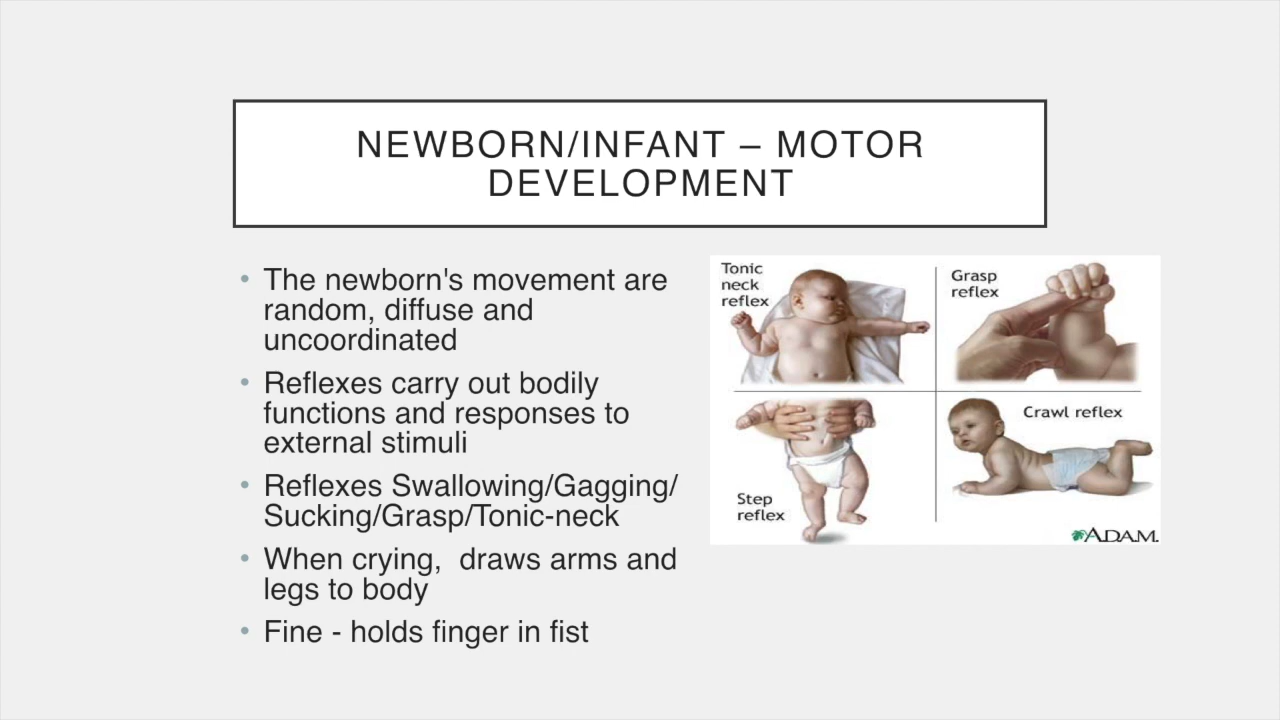 NEWBORN/INFANT – MOTOR
DEVELOPMENT
• The newborn's movement are
random, diffuse and
uncoordinated
• Reflexes carry out bodily
functions and responses to
external stimuli
• Reflexes Swallowing/Gagging/
Sucking/Grasp/Tonic-neck
• When crying,  draws arms and
legs to body
• Fine - holds finger in fist
Tonic
neck
reflex
Grasp
reflex
Step
reflex
Crawl reflex
ADAM.